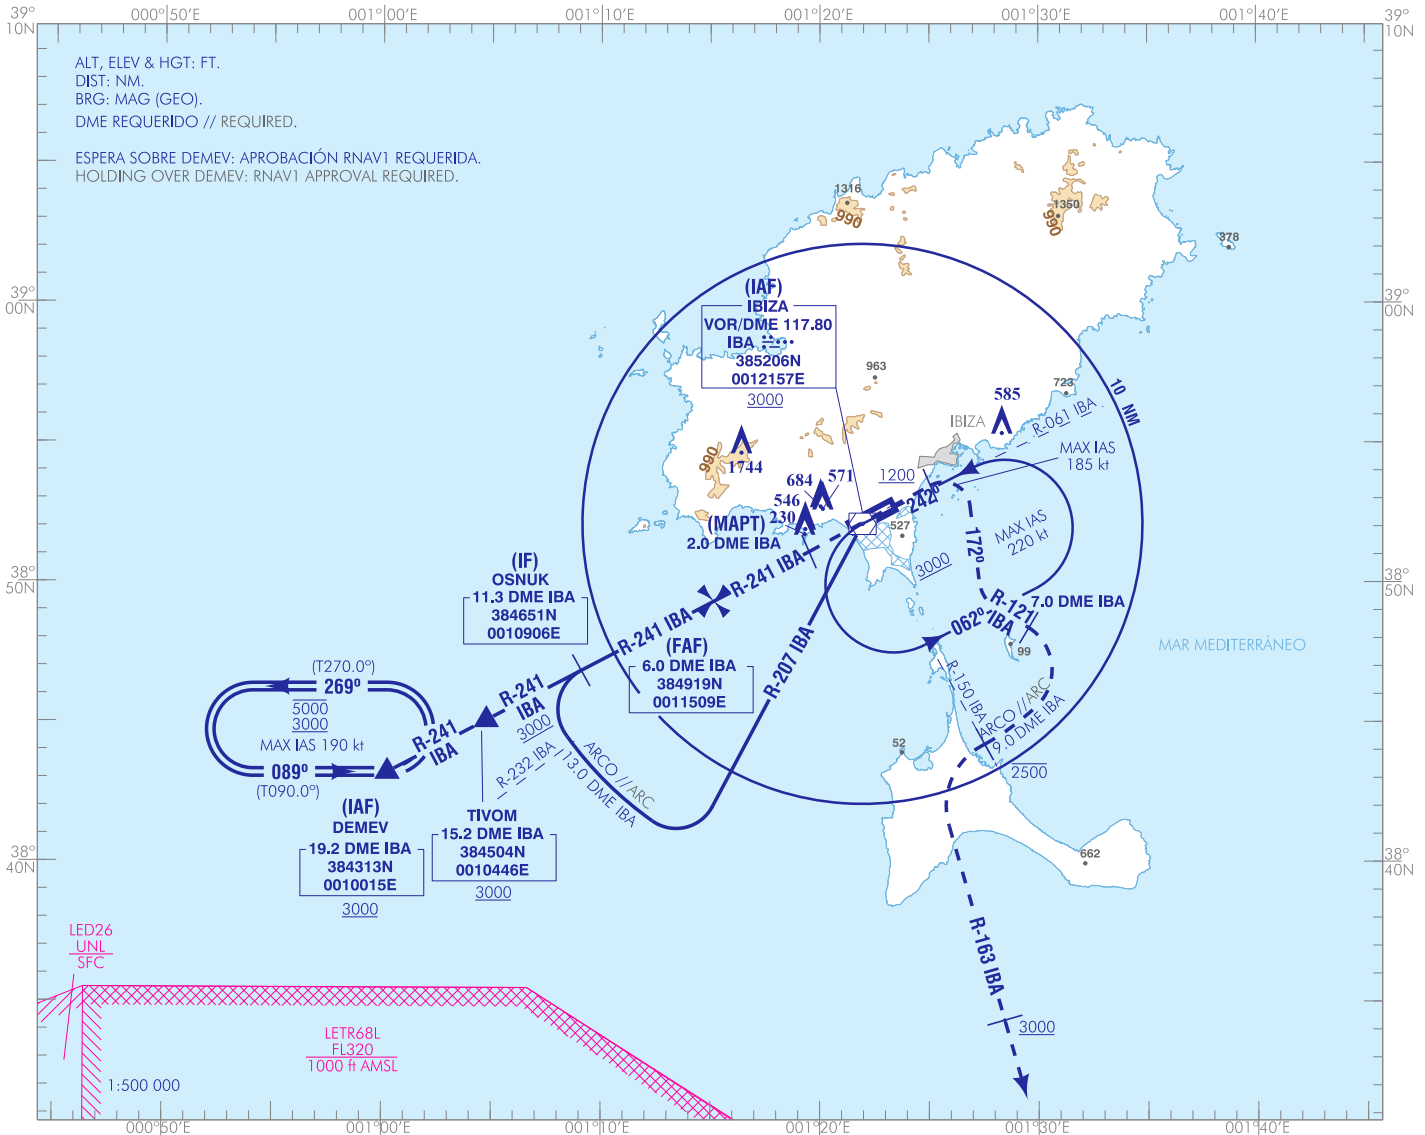 39°
10N
000°50'E
001°00'E
001°10'E
001°20'E
001°30'E
001°40'E
39°
10N
ALT, ELEV & HGT: FT.
DIST: NM.
BRG: MAG (GEO).
DME REQUERIDO // REQUIRED.
ESPERA SOBRE DEMEV: APROBACIÓN RNAV1 REQUERIDA.
HOLDING OVER DEMEV: RNAV1 APPROVAL REQUIRED.
1316
990
1350
990
378
39°
00N
39°
00N
(IAF)
IBIZA
VOR/DME 117.80
IBA
385206N
0012157E
3000
963
723
10 NM
585
IBIZA
R-061 IBA
MAX IAS
185 kt
990
1744
684
571
546
230
1200
242º
(MAPT)
2.0 DME IBA
527
MAX IAS
220 kt
172º
3000
R-241 IBA
(IF)
OSNUK
11.3 DME IBA
384651N
0010906E
38°
50N
38°
50N
R-241 IBA
R-121
IBA
7.0 DME IBA
062º
99
MAR MEDITERRÁNEO
(FAF)
6.0 DME IBA
384919N
0011509E
R-207 IBA
R-150 IBA
ARCO // ARC
9.0 DME IBA
2500
(T270.0º)
269º
5000
3000
MAX IAS 190 kt
089º
(T090.0º)
R-241
IBA
R-241
IBA
3000
R-232 IBA
ARCO // ARC
13.0 DME IBA
52
(IAF)
DEMEV
19.2 DME IBA
384313N
0010015E
3000
TIVOM
15.2 DME IBA
384504N
0010446E
3000
38°
40N
38°
40N
662
R-163 IBA
3000
LED26
UNL
SFC
LETR68L
FL320
1000 ft AMSL
1:500 000
000°50'E
001°00'E
001°10'E
001°20'E
001°30'E
001°40'E